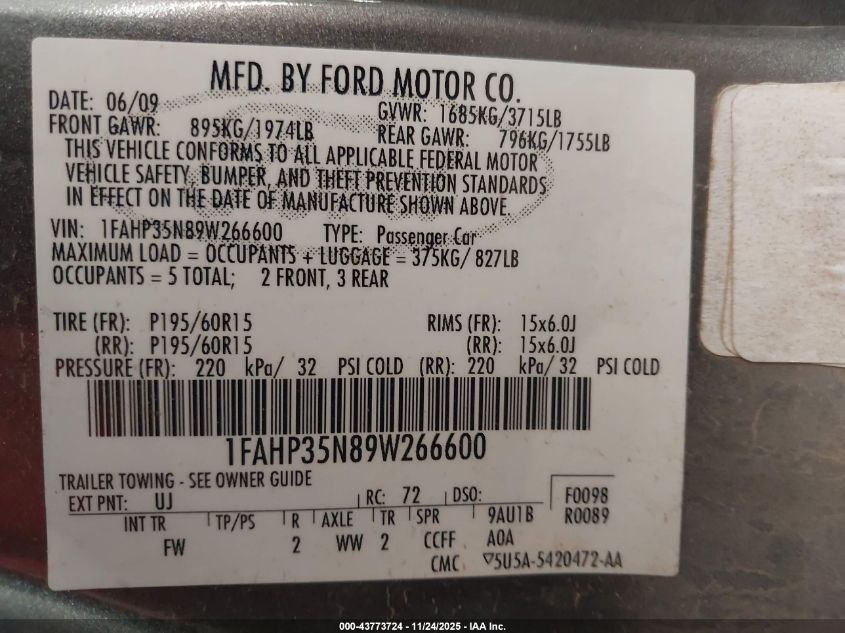 MFD. BY FORD MOTOR CO.
DATE: 06/09 GVWR: 1685KG/3715LB
FRONT GAWR: 895KG/1974LB REAR GAWR: 796KG/1755LB
THIS VEHICLE CONFORMS TO ALL APPLICABLE FEDERAL MOTOR
VEHICLE SAFETY, BUMPER, AND THEFT PREVENTION STANDARDS
IN EFFECT ON THE DATE OF MANUFACTURE SHOWN ABOVE.
VIN: 1FAHP35N89W266600 TYPE: Passenger Car
MAXIMUM LOAD = OCCUPANTS + LUGGAGE = 375KG/ 827LB
OCCUPANTS = 5 TOTAL; 2 FRONT, 3 REAR
TIRE (FR): P195/60R15 RIMS (FR): 15x6.0J
(RR): P195/60R15 (RR): 15x6.0J
PRESSURE (FR): 220 kPa/ 32 PSI COLD (RR): 220 kPa/ 32 PSI COLD
1FAHP35N89W266600
TRAILER TOWING - SEE OWNER GUIDE
EXT PNT: UJ RC: 72 DSO: F0098
INT TR TP/PS R AXLE TR SPR 9AU1B R0089
FW 2 WW 2 CCFF A0A
CMC ▽5U5A-5420472-AA
000-43773724 - 11/24/2025 - IAA Inc.